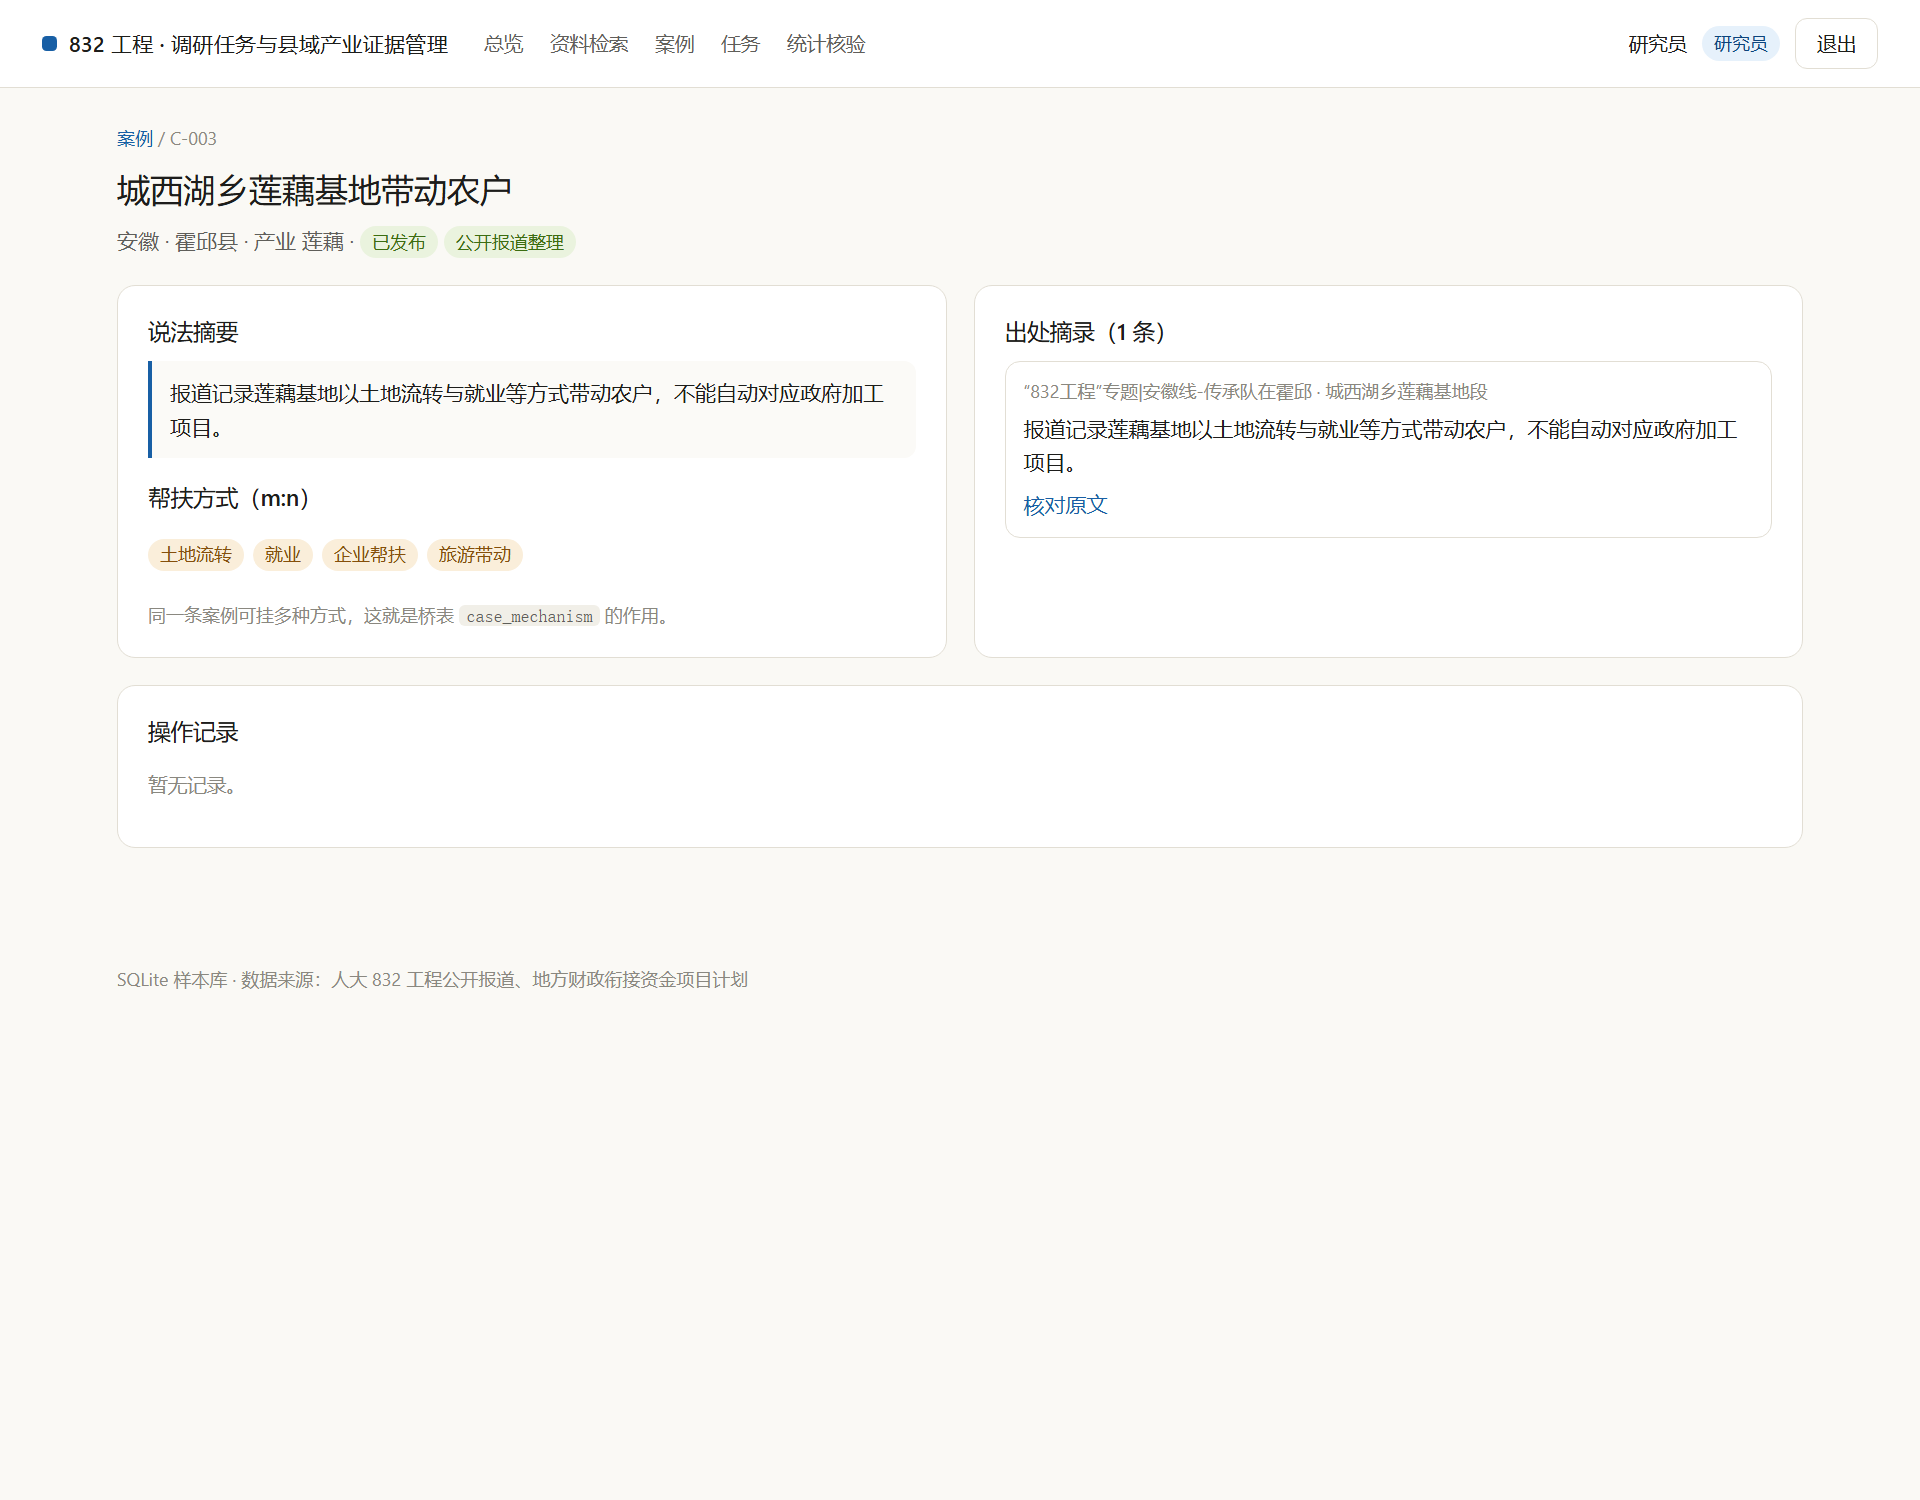 832 工程 · 调研任务与县域产业证据管理 总览 资料检索 案例 任务 统计核验 研究员 研究员 退出
案例 / C-003
城西湖乡莲藕基地带动农户
安徽 · 霍邱县 · 产业 莲藕 · 已发布 公开报道整理
说法摘要
报道记录莲藕基地以土地流转与就业等方式带动农户，不能自动对应政府加工
项目。
帮扶方式（m:n）
土地流转 就业 企业帮扶 旅游带动
同一条案例可挂多种方式，这就是桥表 case_mechanism 的作用。
出处摘录（1 条）
“832工程”专题|安徽线-传承队在霍邱 · 城西湖乡莲藕基地段
报道记录莲藕基地以土地流转与就业等方式带动农户，不能自动对应政府加工
项目。
核对原文
操作记录
暂无记录。
SQLite 样本库 · 数据来源：人大 832 工程公开报道、地方财政衔接资金项目计划